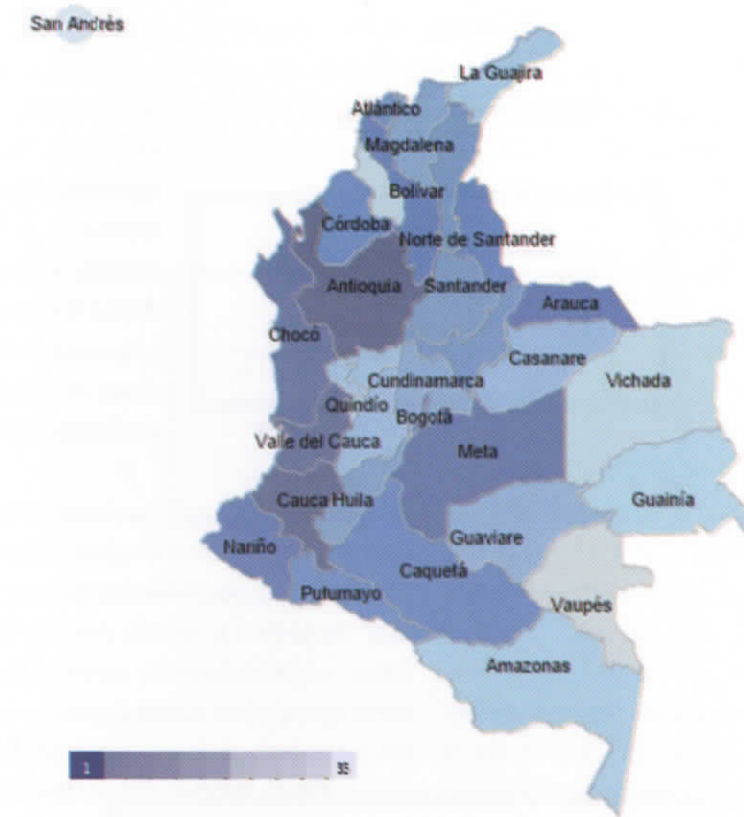 San Andrès
La Guajira
Atlántico
Magdalena
Bolívar
Córdoba
Norte de Santander
Antioquia
Santander
Arauca
Chocó
Casanare
Cundinamarca
Vichada
Quindío
Bogotá
Valle del Cauca
Meta
Cauca
Huila
Guainía
Guaviare
Nariño
Caquetá
Putumayo
Vaupés
Amazonas
1
35